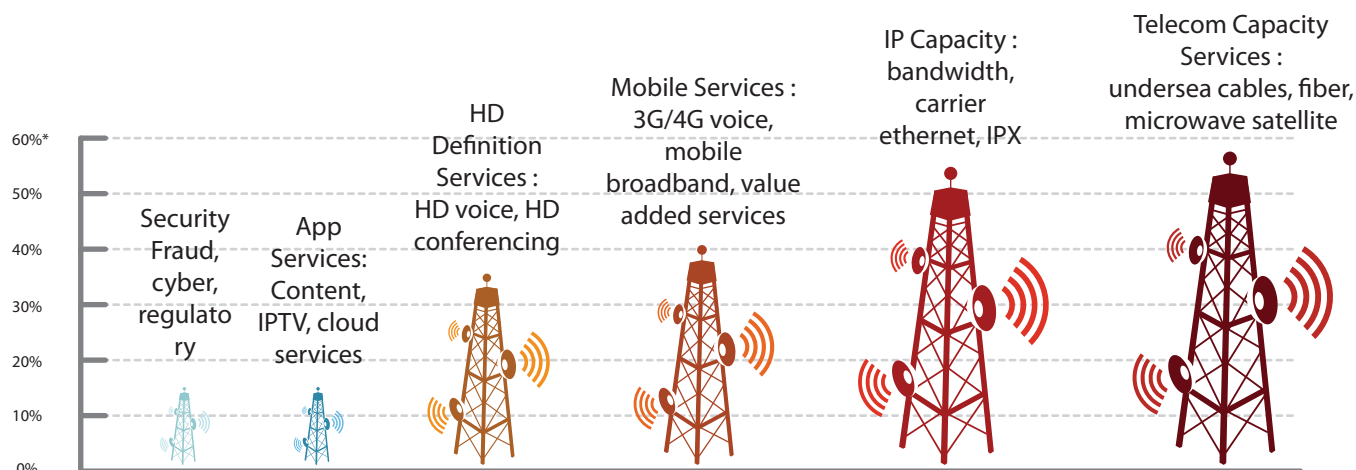 60%*
50%
40%
30%
20%
10%
0%
Security
Fraud,
cyber,
regulato
ry
App
Services:
Content,
IPTV, cloud
services
HD
Definition
Services :
HD voice, HD
conferencing
Mobile Services :
3G/4G voice,
mobile
broadband, value
added services
IP Capacity :
bandwidth,
carrier
ethernet, IPX
Telecom Capacity
Services :
undersea cables, fiber,
microwave satellite